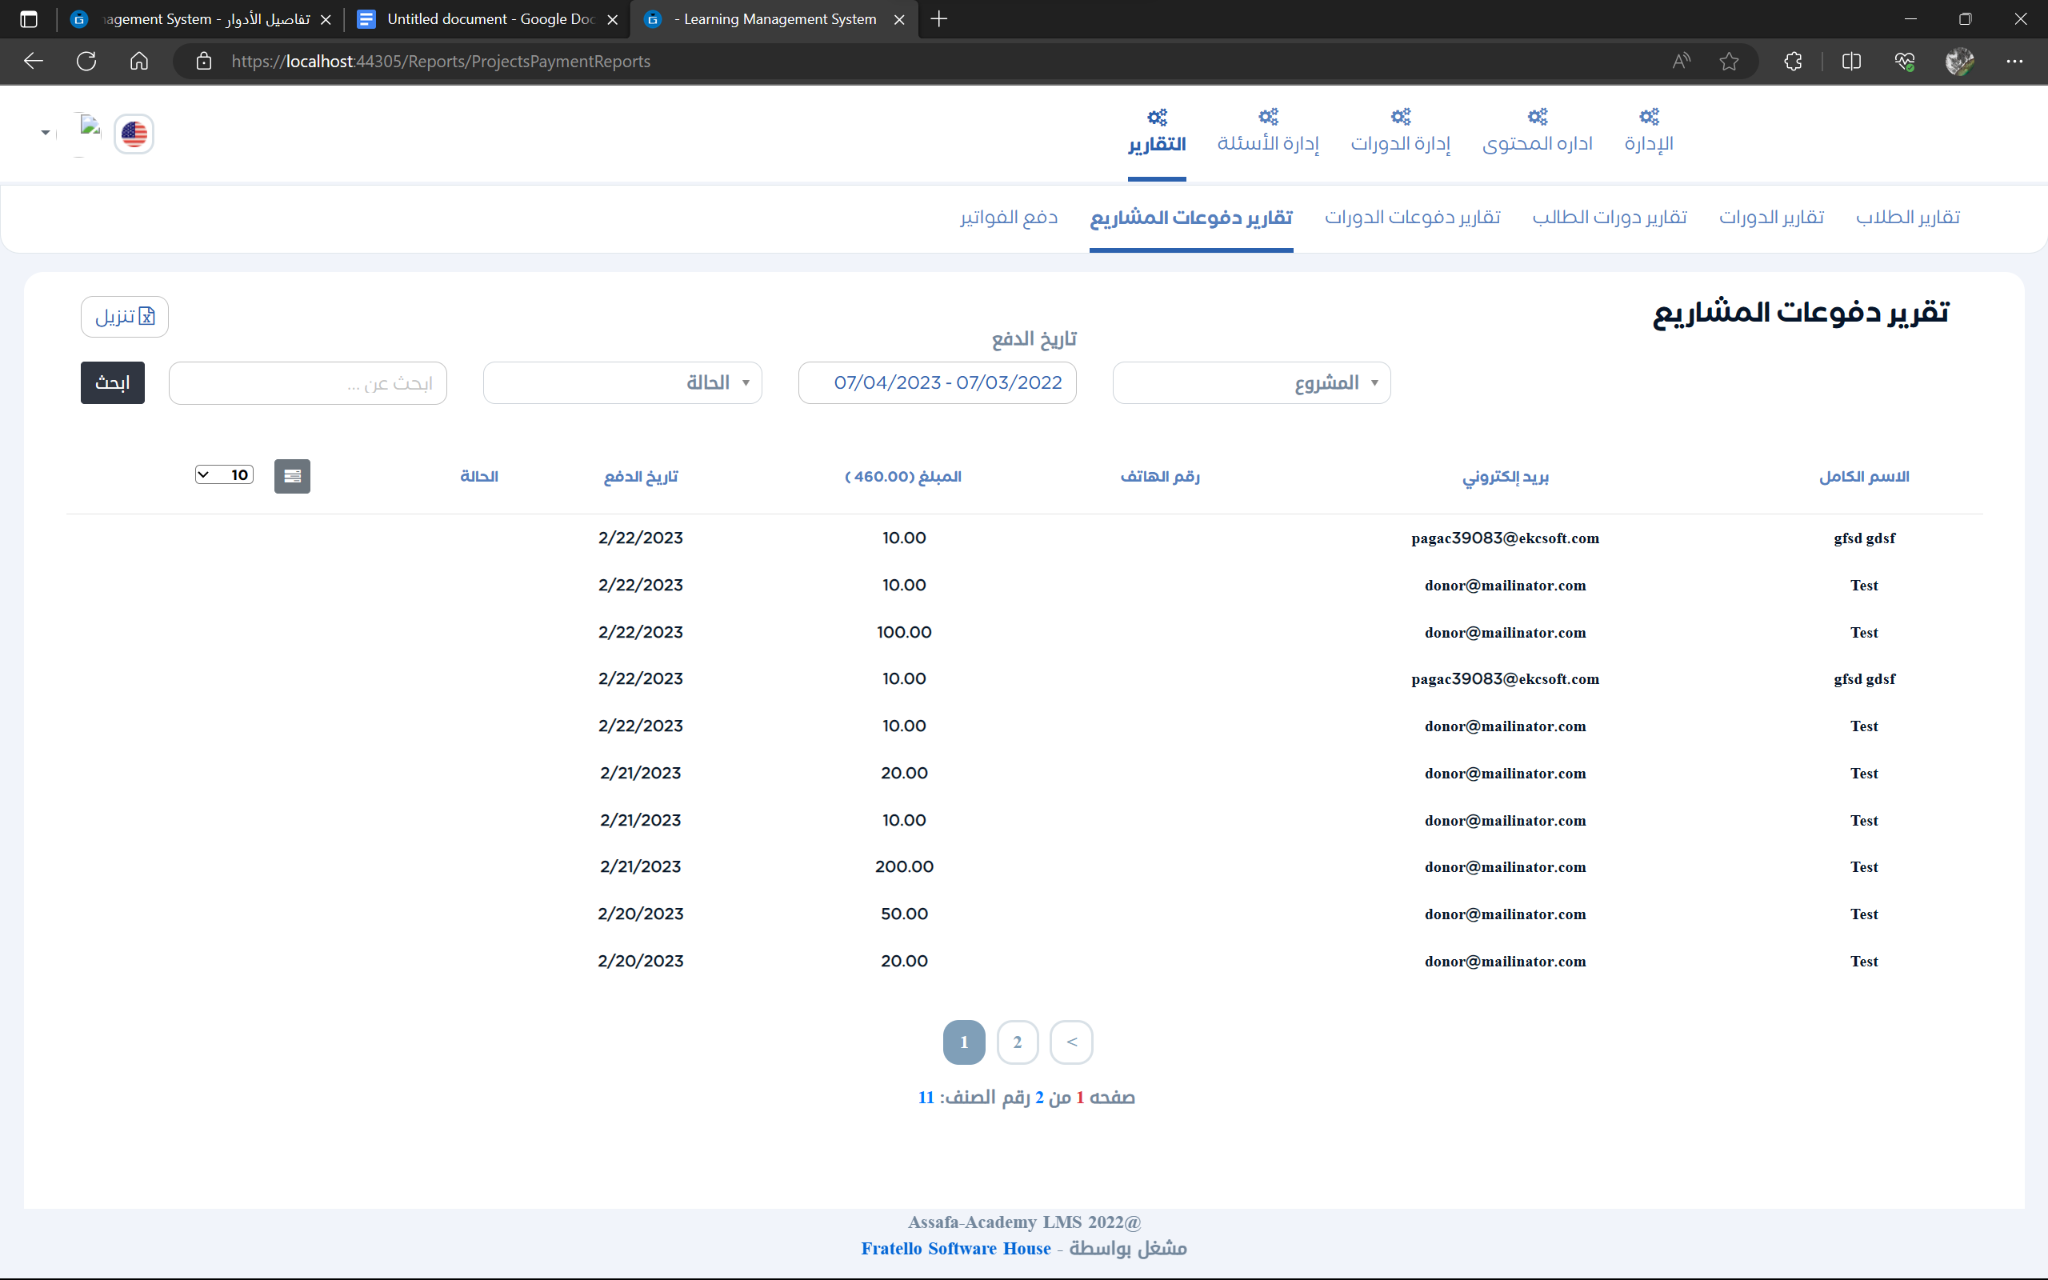 agement System - تفاصيل الأدوار
Untitled document - Google Doc
- Learning Management System
https://localhost:44305/Reports/ProjectsPaymentReports
الإدارة
اداره المحتوى
إدارة الدورات
إدارة الأسئلة
التقارير
تقارير الطلاب
تقارير الدورات
تقارير دورات الطالب
تقارير دفوعات الدورات
تقارير دفوعات المشاريع
دفع الفواتير
تقرير دفوعات المشاريع
تنزيل
تاريخ الدفع
المشروع
07/04/2023 - 07/03/2022
الحالة
ابحث عن ...
ابحث
الاسم الكامل بريد إلكتروني رقم الهاتف المبلغ (460.00 ) تاريخ الدفع الحالة 10
gfsd gdsf pagac39083@ekcsoft.com 10.00 2/22/2023
Test donor@mailinator.com 10.00 2/22/2023
Test donor@mailinator.com 100.00 2/22/2023
gfsd gdsf pagac39083@ekcsoft.com 10.00 2/22/2023
Test donor@mailinator.com 10.00 2/22/2023
Test donor@mailinator.com 20.00 2/21/2023
Test donor@mailinator.com 10.00 2/21/2023
Test donor@mailinator.com 200.00 2/21/2023
Test donor@mailinator.com 50.00 2/20/2023
Test donor@mailinator.com 20.00 2/20/2023
1 2 >
صفحه 1 من 2 رقم الصنف: 11
Assafa-Academy LMS 2022@
مشغل بواسطة - Fratello Software House